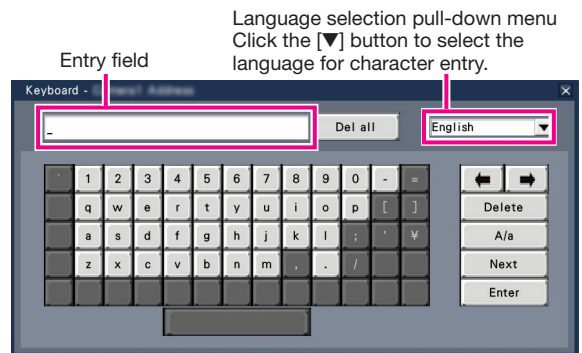 Language selection pull-down menu
Click the [▼] button to select the
language for character entry.
Entry field
Keyboard -
×
_
Del all
English ▼
` 1 2 3 4 5 6 7 8 9 0 - =
q w e r t y u i o p [ ]
Delete
a s d f g h j k l ; ' ¥
A/a
z x c v b n m , . /
Next
Enter